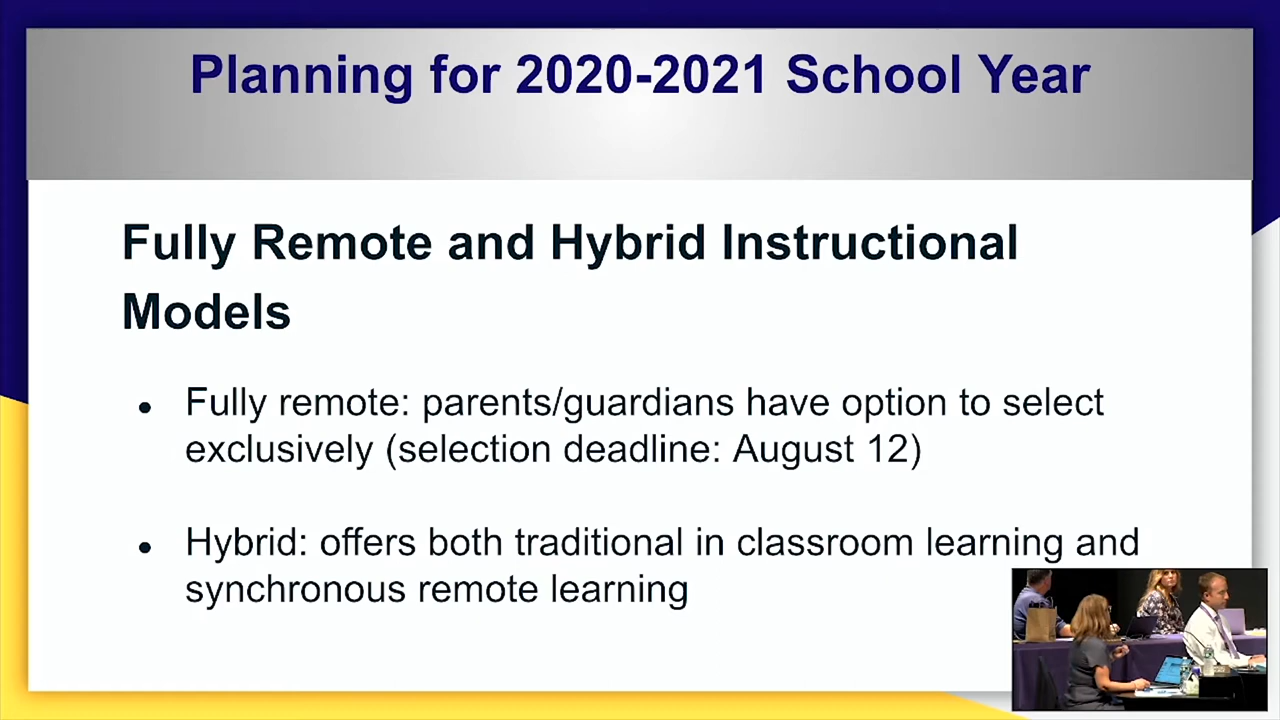 Planning for 2020-2021 School Year
Fully Remote and Hybrid Instructional
Models
● Fully remote: parents/guardians have option to select
exclusively (selection deadline: August 12)
● Hybrid: offers both traditional in classroom learning and
synchronous remote learning